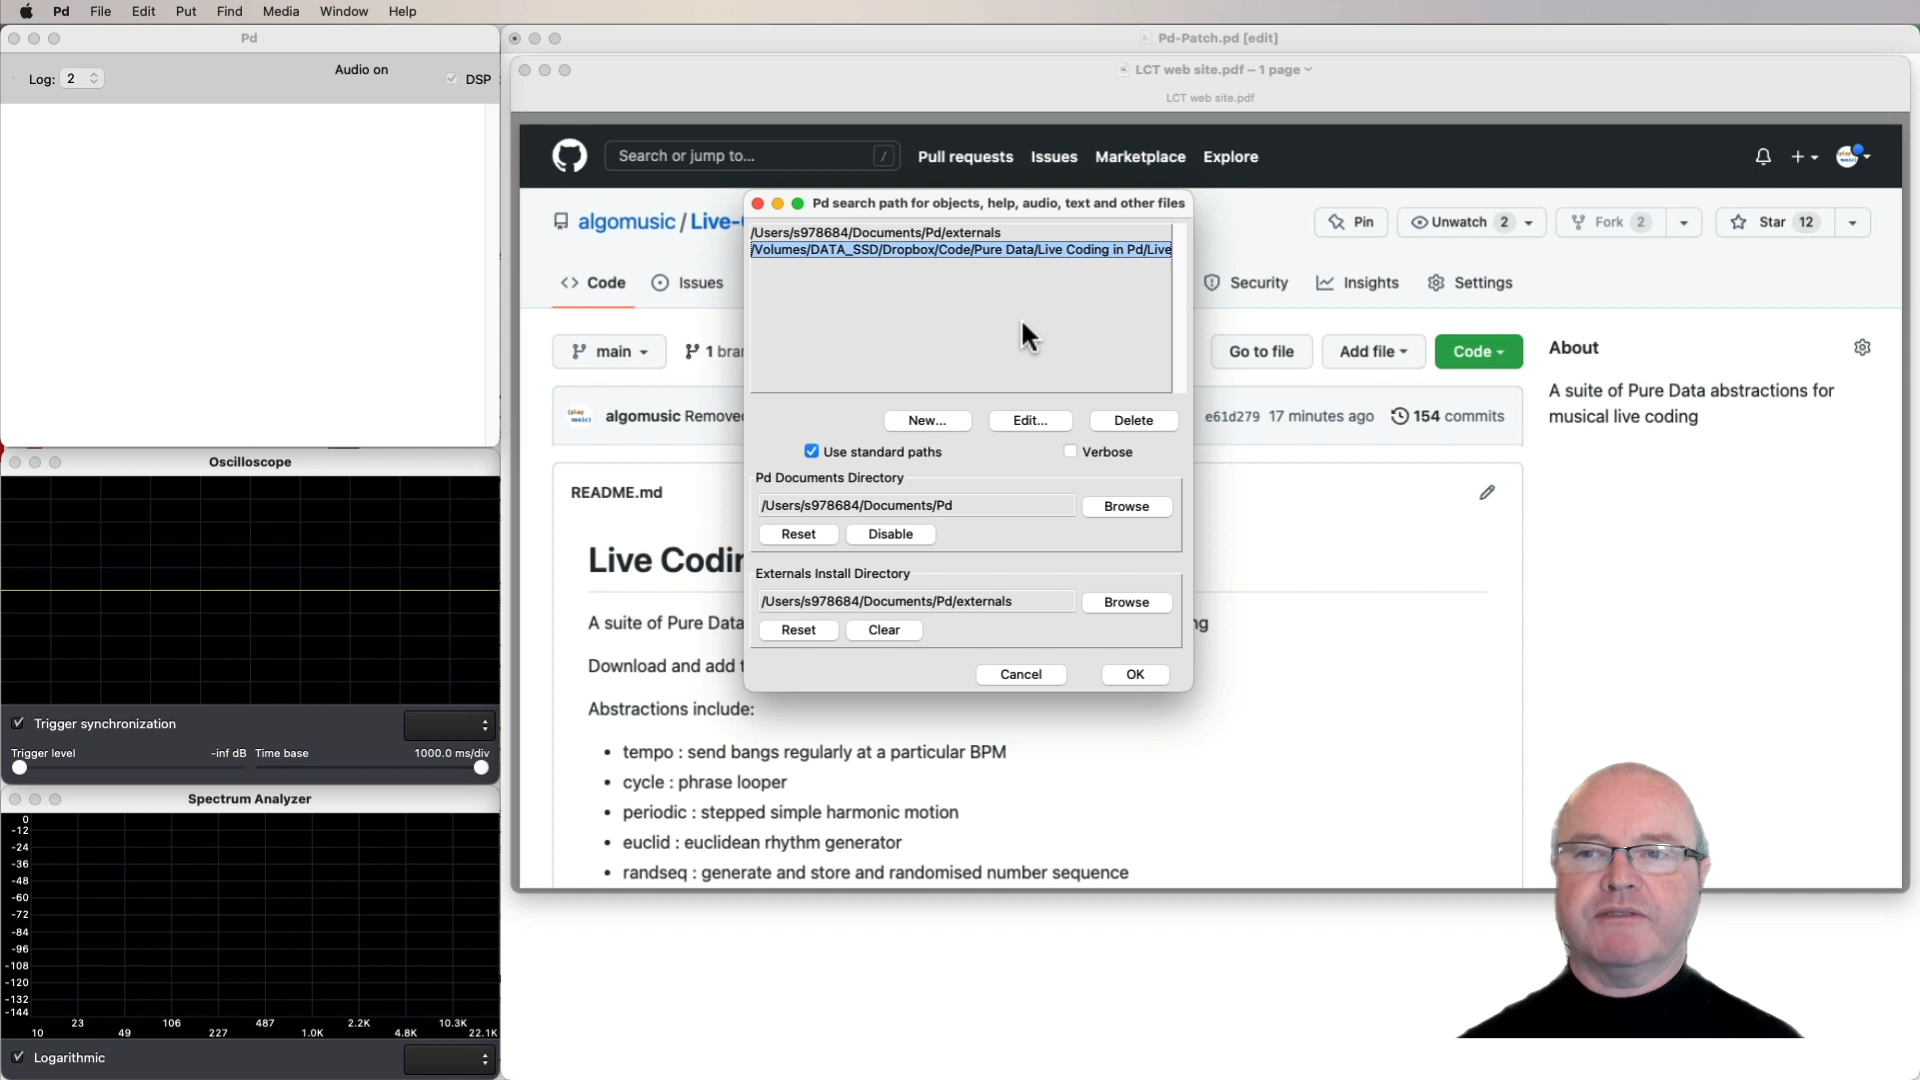 Pd File Edit Put Find Media Window Help
Pd
Log: 2
Audio on
DSP
Oscilloscope
Trigger synchronization
Trigger level
-inf dB
Time base
1000.0 ms/div
Spectrum Analyzer
0
-12
-24
-36
-48
-60
-72
-84
-96
-108
-120
-132
-144
10 23 49 106 227 487 1.0K 2.2K 4.8K 10.3K 22.1K
Logarithmic
Pd-Patch.pd [edit]
LCT web site.pdf – 1 page
LCT web site.pdf
Search or jump to... /
Pull requests Issues Marketplace Explore
algomusic / Live-
Pin
Unwatch 2
Fork 2
Star 12
Code
Issues
Security
Insights
Settings
main
1
Go to file
Add file
Code
algomusic
e61d279 17 minutes ago 154 commits
README.md
A suite of Pure Data
Download and add
Abstractions include:
• tempo : send bangs regularly at a particular BPM
• cycle : phrase looper
• periodic : stepped simple harmonic motion
• euclid : euclidean rhythm generator
• randseq : generate and store and randomised number sequence
About
A suite of Pure Data abstractions for
musical live coding
Pd search path for objects, help, audio, text and other files
/Users/s978684/Documents/Pd/externals
/Volumes/DATA_SSD/Dropbox/Code/Pure Data/Live Coding in Pd/Live
New...
Edit...
Delete
Use standard paths
Verbose
Pd Documents Directory
/Users/s978684/Documents/Pd
Browse
Reset
Disable
Externals Install Directory
/Users/s978684/Documents/Pd/externals
Browse
Reset
Clear
Cancel
OK